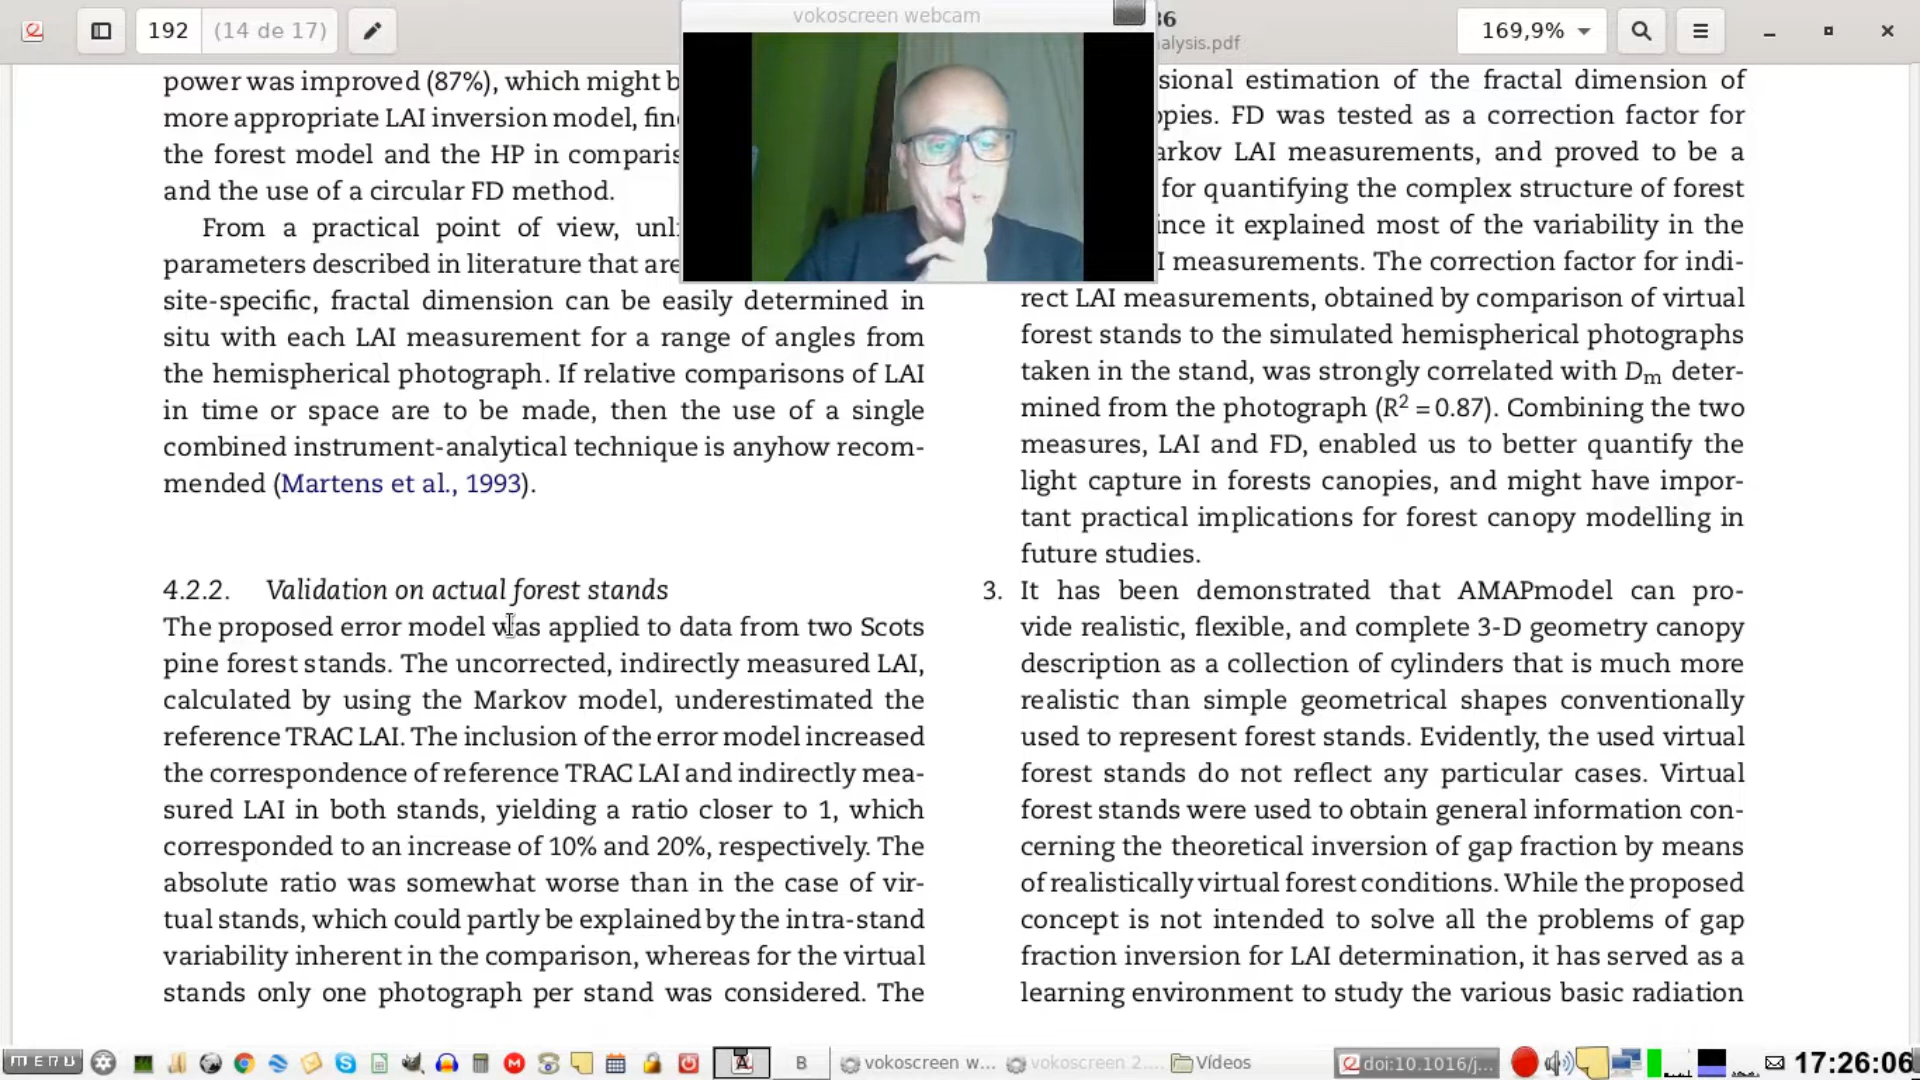 vokoscreen webcam
192
(14 de 17)
36
alysis.pdf
169,9%
power was improved (87%), which might b
more appropriate LAI inversion model, fin
the forest model and the HP in comparis
and the use of a circular FD method.
From a practical point of view, unl
parameters described in literature that are
site-specific, fractal dimension can be easily determined in
situ with each LAI measurement for a range of angles from
the hemispherical photograph. If relative comparisons of LAI
in time or space are to be made, then the use of a single
combined instrument-analytical technique is anyhow recom-
mended (Martens et al., 1993).
4.2.2. Validation on actual forest stands
The proposed error model was applied to data from two Scots
pine forest stands. The uncorrected, indirectly measured LAI,
calculated by using the Markov model, underestimated the
reference TRAC LAI. The inclusion of the error model increased
the correspondence of reference TRAC LAI and indirectly mea-
sured LAI in both stands, yielding a ratio closer to 1, which
corresponded to an increase of 10% and 20%, respectively. The
absolute ratio was somewhat worse than in the case of vir-
tual stands, which could partly be explained by the intra-stand
variability inherent in the comparison, whereas for the virtual
stands only one photograph per stand was considered. The
sional estimation of the fractal dimension of
pies. FD was tested as a correction factor for
arkov LAI measurements, and proved to be a
for quantifying the complex structure of forest
ince it explained most of the variability in the
I measurements. The correction factor for indi-
rect LAI measurements, obtained by comparison of virtual
forest stands to the simulated hemispherical photographs
taken in the stand, was strongly correlated with Dm deter-
mined from the photograph (R² = 0.87). Combining the two
measures, LAI and FD, enabled us to better quantify the
light capture in forests canopies, and might have impor-
tant practical implications for forest canopy modelling in
future studies.
3. It has been demonstrated that AMAPmodel can pro-
vide realistic, flexible, and complete 3-D geometry canopy
description as a collection of cylinders that is much more
realistic than simple geometrical shapes conventionally
used to represent forest stands. Evidently, the used virtual
forest stands do not reflect any particular cases. Virtual
forest stands were used to obtain general information con-
cerning the theoretical inversion of gap fraction by means
of realistically virtual forest conditions. While the proposed
concept is not intended to solve all the problems of gap
fraction inversion for LAI determination, it has served as a
learning environment to study the various basic radiation
MENU
A
B
vokoscreen w...
vokoscreen 2....
Vídeos
doi:10.1016/j...
17:26:06